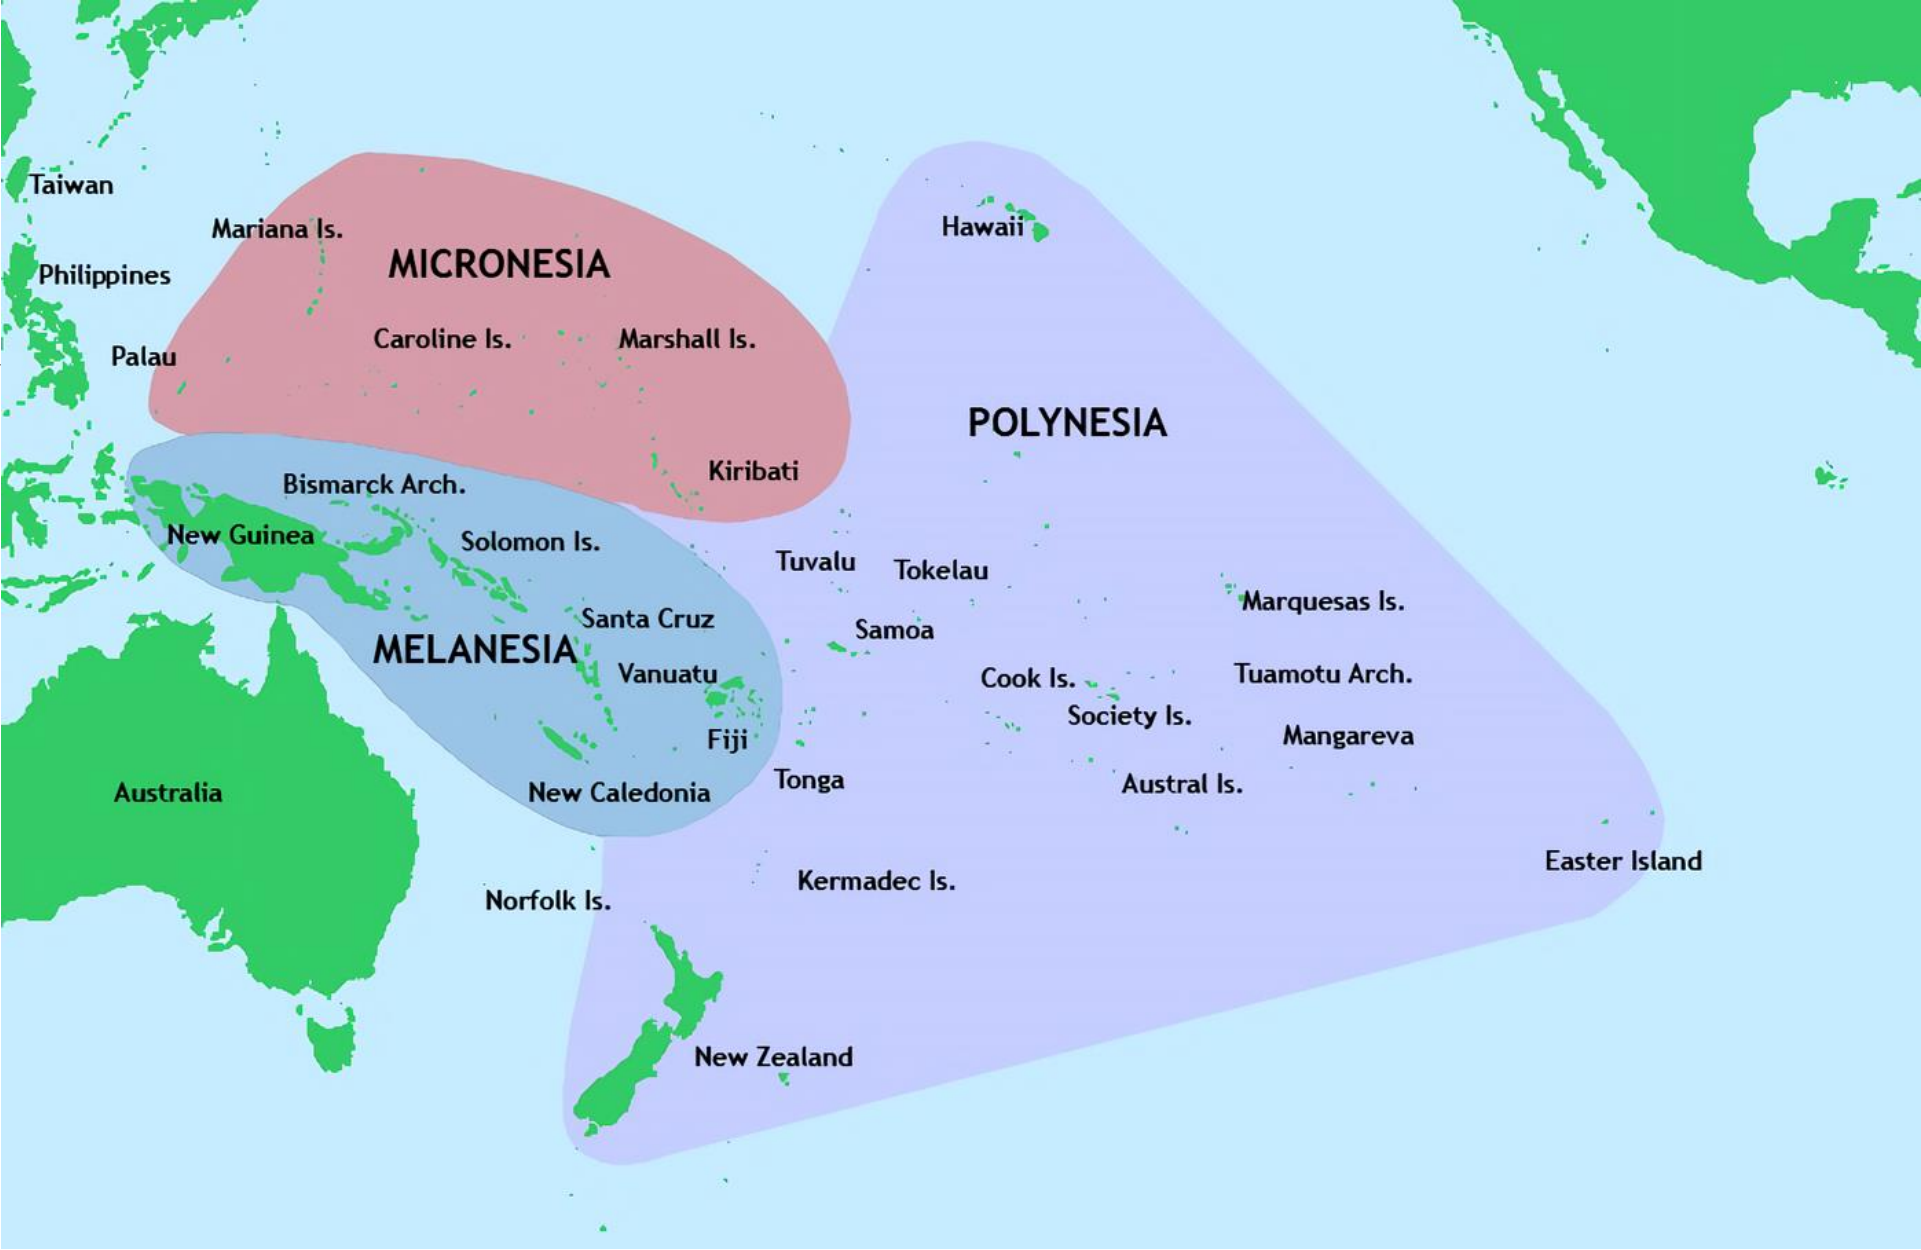 Taiwan
Hawaii
Mariana Is.
MICRONESIA
Philippines
Caroline Is.
Marshall Is.
Palau
POLYNESIA
Kiribati
Bismarck Arch.
New Guinea
Solomon Is.
Tuvalu
Tokelau
Marquesas Is.
Santa Cruz
Samoa
MELANESIA
Vanuatu
Cook Is.
Tuamotu Arch.
Society Is.
Fiji
Mangareva
Tonga
Austral Is.
Australia
New Caledonia
Easter Island
Kermadec Is.
Norfolk Is.
New Zealand